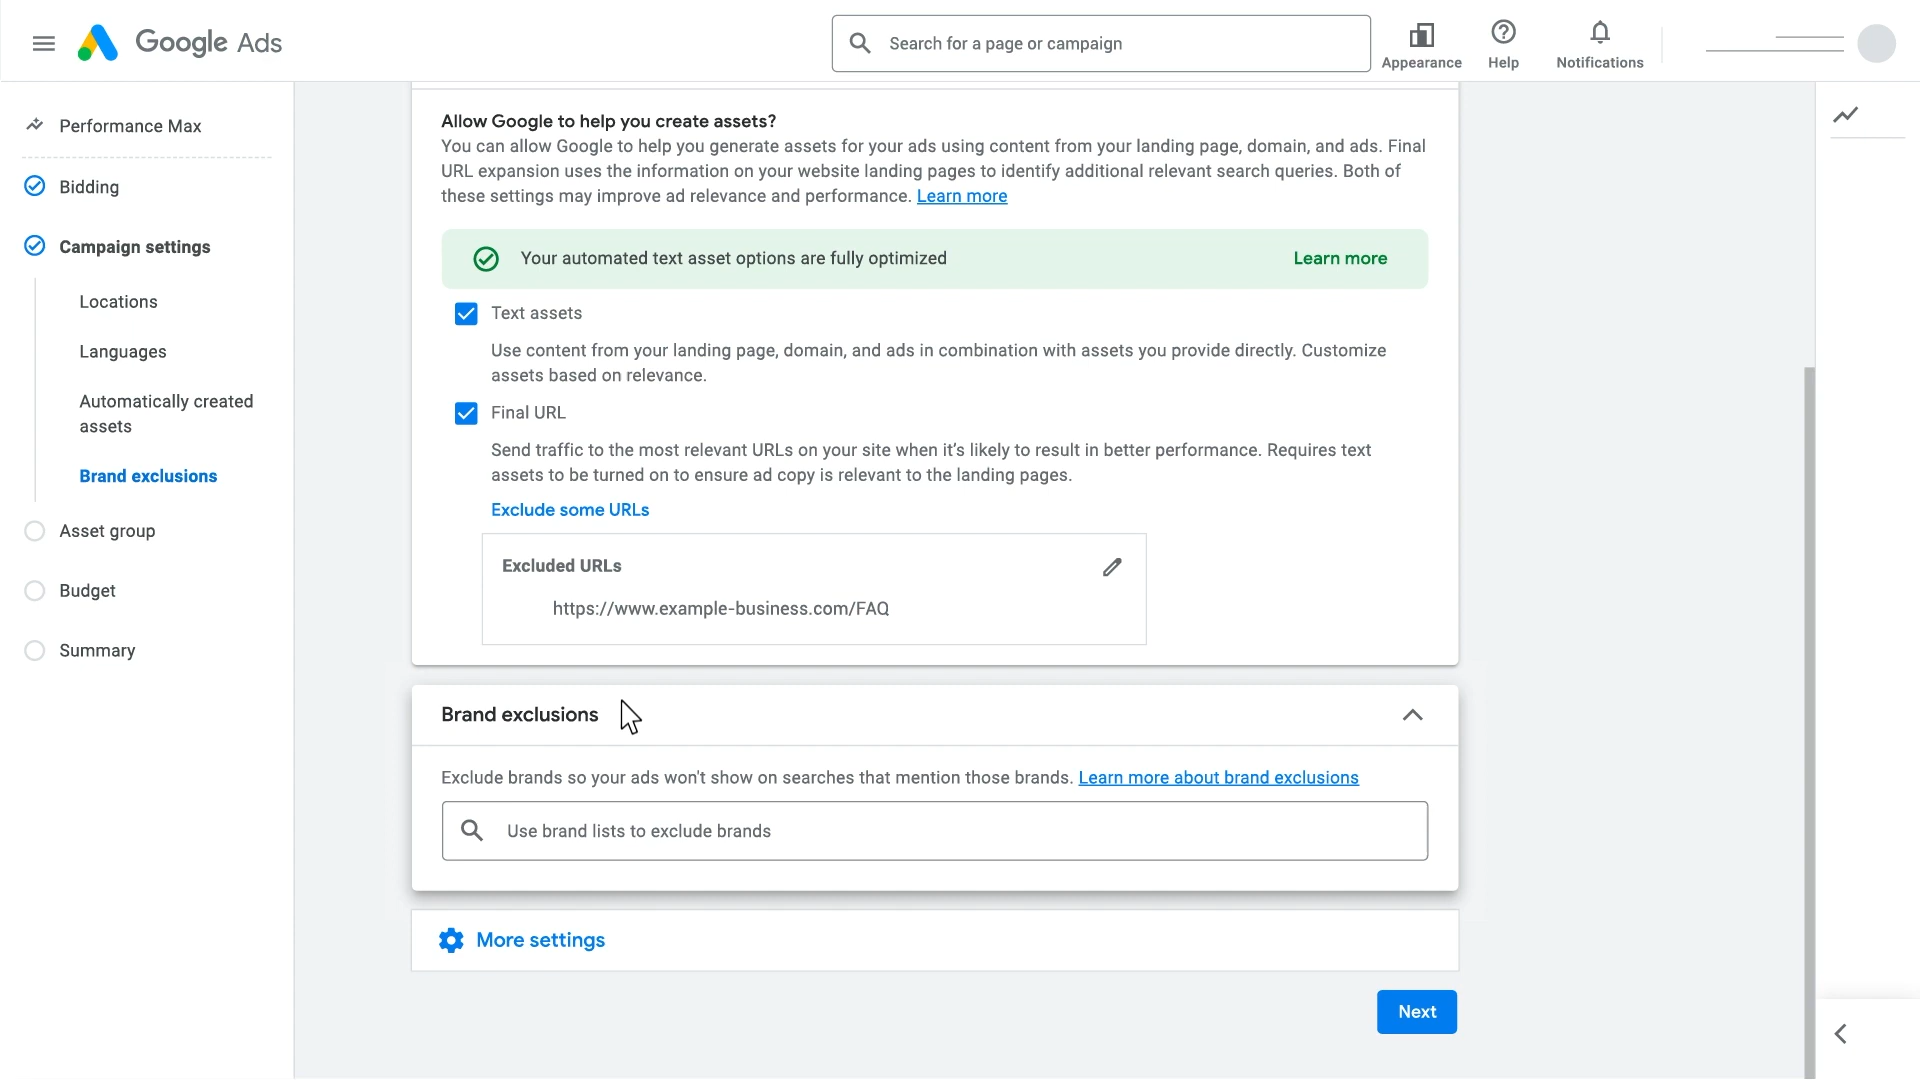 Google Ads
Search for a page or campaign
Appearance
Help
Notifications
Performance Max
Bidding
Campaign settings
Locations
Languages
Automatically created
assets
Brand exclusions
Asset group
Budget
Summary
Allow Google to help you create assets?
You can allow Google to help you generate assets for your ads using content from your landing page, domain, and ads. Final
URL expansion uses the information on your website landing pages to identify additional relevant search queries. Both of
these settings may improve ad relevance and performance. Learn more
Your automated text asset options are fully optimized
Learn more
Text assets
Use content from your landing page, domain, and ads in combination with assets you provide directly. Customize
assets based on relevance.
Final URL
Send traffic to the most relevant URLs on your site when it’s likely to result in better performance. Requires text
assets to be turned on to ensure ad copy is relevant to the landing pages.
Exclude some URLs
Excluded URLs
https://www.example-business.com/FAQ
Brand exclusions
Exclude brands so your ads won't show on searches that mention those brands. Learn more about brand exclusions
Use brand lists to exclude brands
More settings
Next